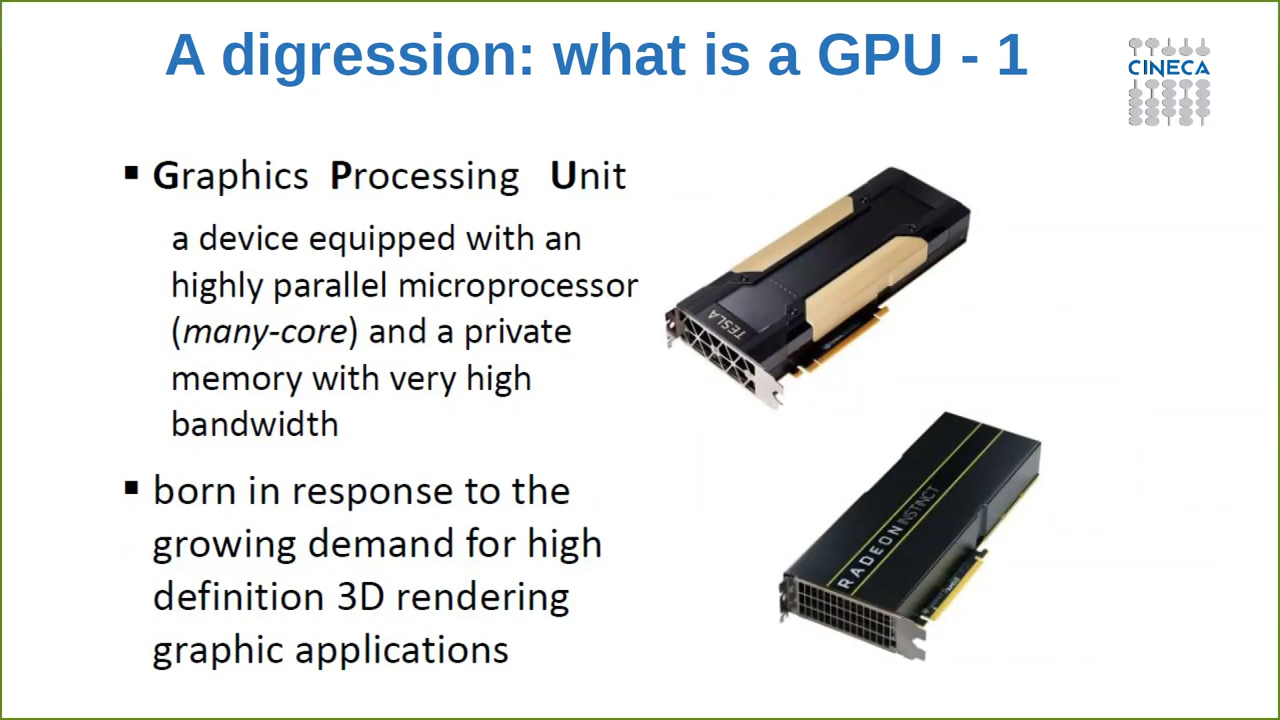 A digression: what is a GPU - 1
CINECA
▪ Graphics Processing Unit
a device equipped with an
highly parallel microprocessor
(many-core) and a private
memory with very high
bandwidth
▪ born in response to the
growing demand for high
definition 3D rendering
graphic applications
TESLA
RADEON INSTINCT